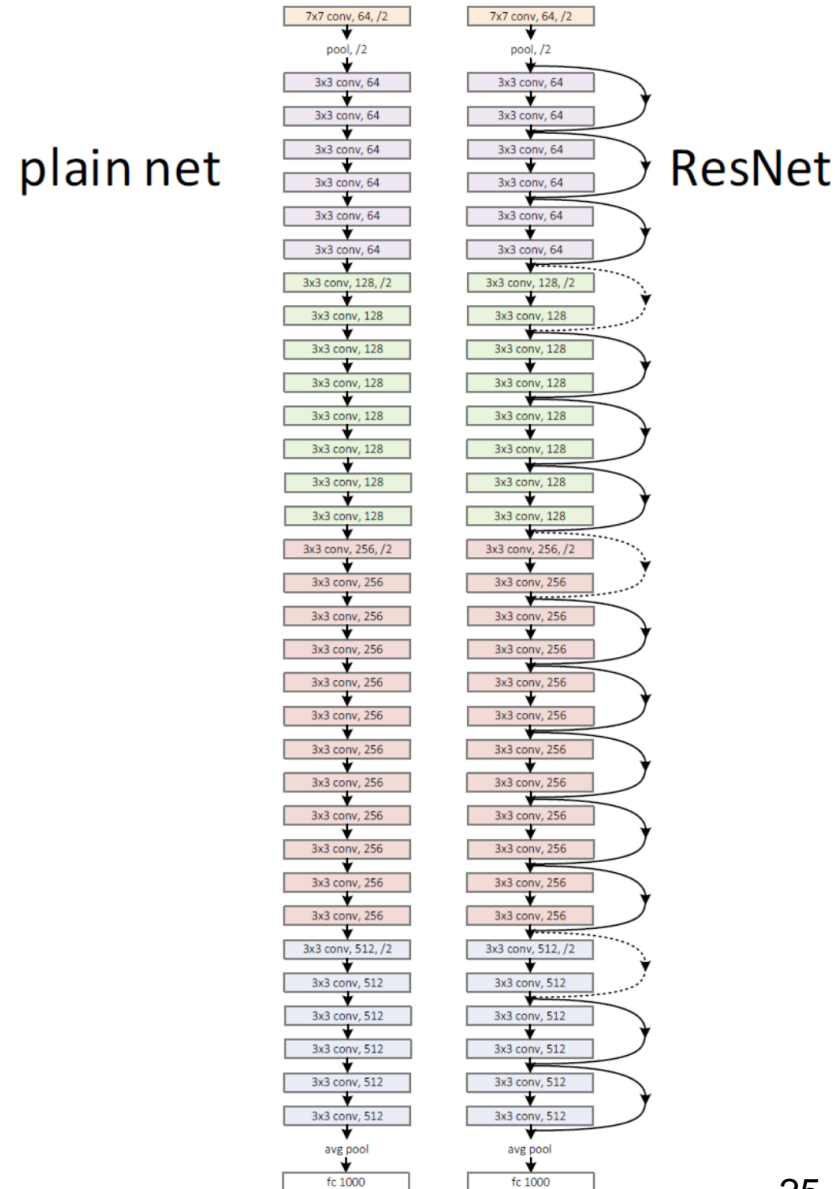 plain net
7x7 conv, 64, /2
pool, /2
3x3 conv, 64
3x3 conv, 64
3x3 conv, 64
3x3 conv, 64
3x3 conv, 64
3x3 conv, 64
3x3 conv, 128, /2
3x3 conv, 128
3x3 conv, 128
3x3 conv, 128
3x3 conv, 128
3x3 conv, 128
3x3 conv, 128
3x3 conv, 128
3x3 conv, 256, /2
3x3 conv, 256
3x3 conv, 256
3x3 conv, 256
3x3 conv, 256
3x3 conv, 256
3x3 conv, 256
3x3 conv, 256
3x3 conv, 256
3x3 conv, 256
3x3 conv, 256
3x3 conv, 256
3x3 conv, 512, /2
3x3 conv, 512
3x3 conv, 512
3x3 conv, 512
3x3 conv, 512
3x3 conv, 512
avg pool
fc 1000
7x7 conv, 64, /2
pool, /2
3x3 conv, 64
3x3 conv, 64
3x3 conv, 64
3x3 conv, 64
3x3 conv, 64
3x3 conv, 64
3x3 conv, 128, /2
3x3 conv, 128
3x3 conv, 128
3x3 conv, 128
3x3 conv, 128
3x3 conv, 128
3x3 conv, 128
3x3 conv, 128
3x3 conv, 256, /2
3x3 conv, 256
3x3 conv, 256
3x3 conv, 256
3x3 conv, 256
3x3 conv, 256
3x3 conv, 256
3x3 conv, 256
3x3 conv, 256
3x3 conv, 256
3x3 conv, 256
3x3 conv, 256
3x3 conv, 512, /2
3x3 conv, 512
3x3 conv, 512
3x3 conv, 512
3x3 conv, 512
3x3 conv, 512
avg pool
fc 1000
ResNet